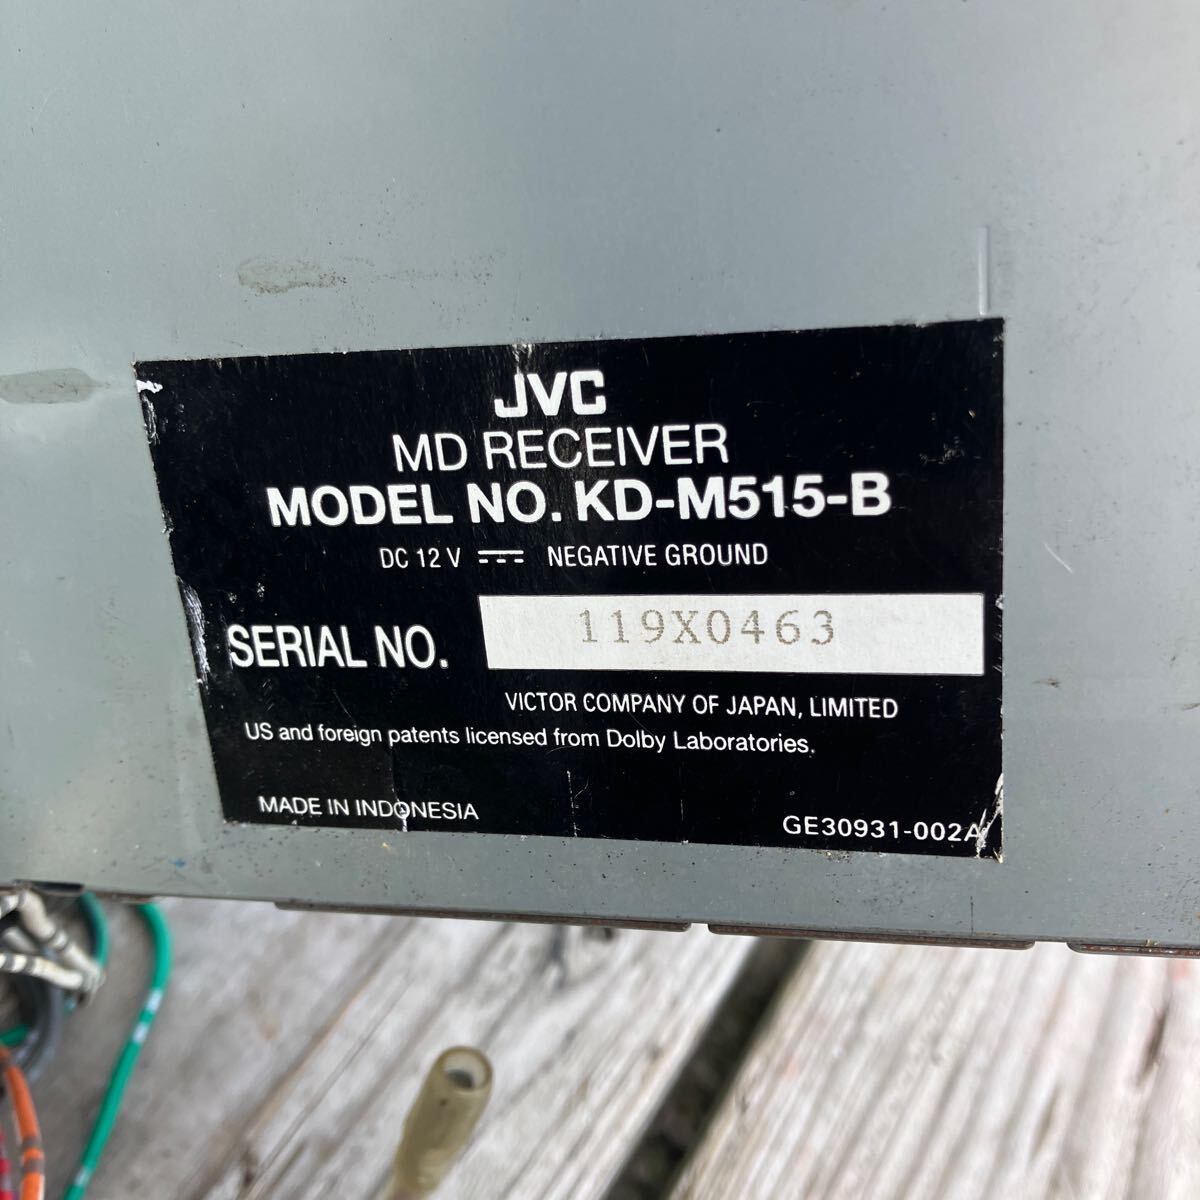 JVC
MD RECEIVER
MODEL NO. KD-M515-B
DC 12 V ⎓ NEGATIVE GROUND
SERIAL NO. 119X0463
VICTOR COMPANY OF JAPAN, LIMITED
US and foreign patents licensed from Dolby Laboratories.
MADE IN INDONESIA GE30931-002A